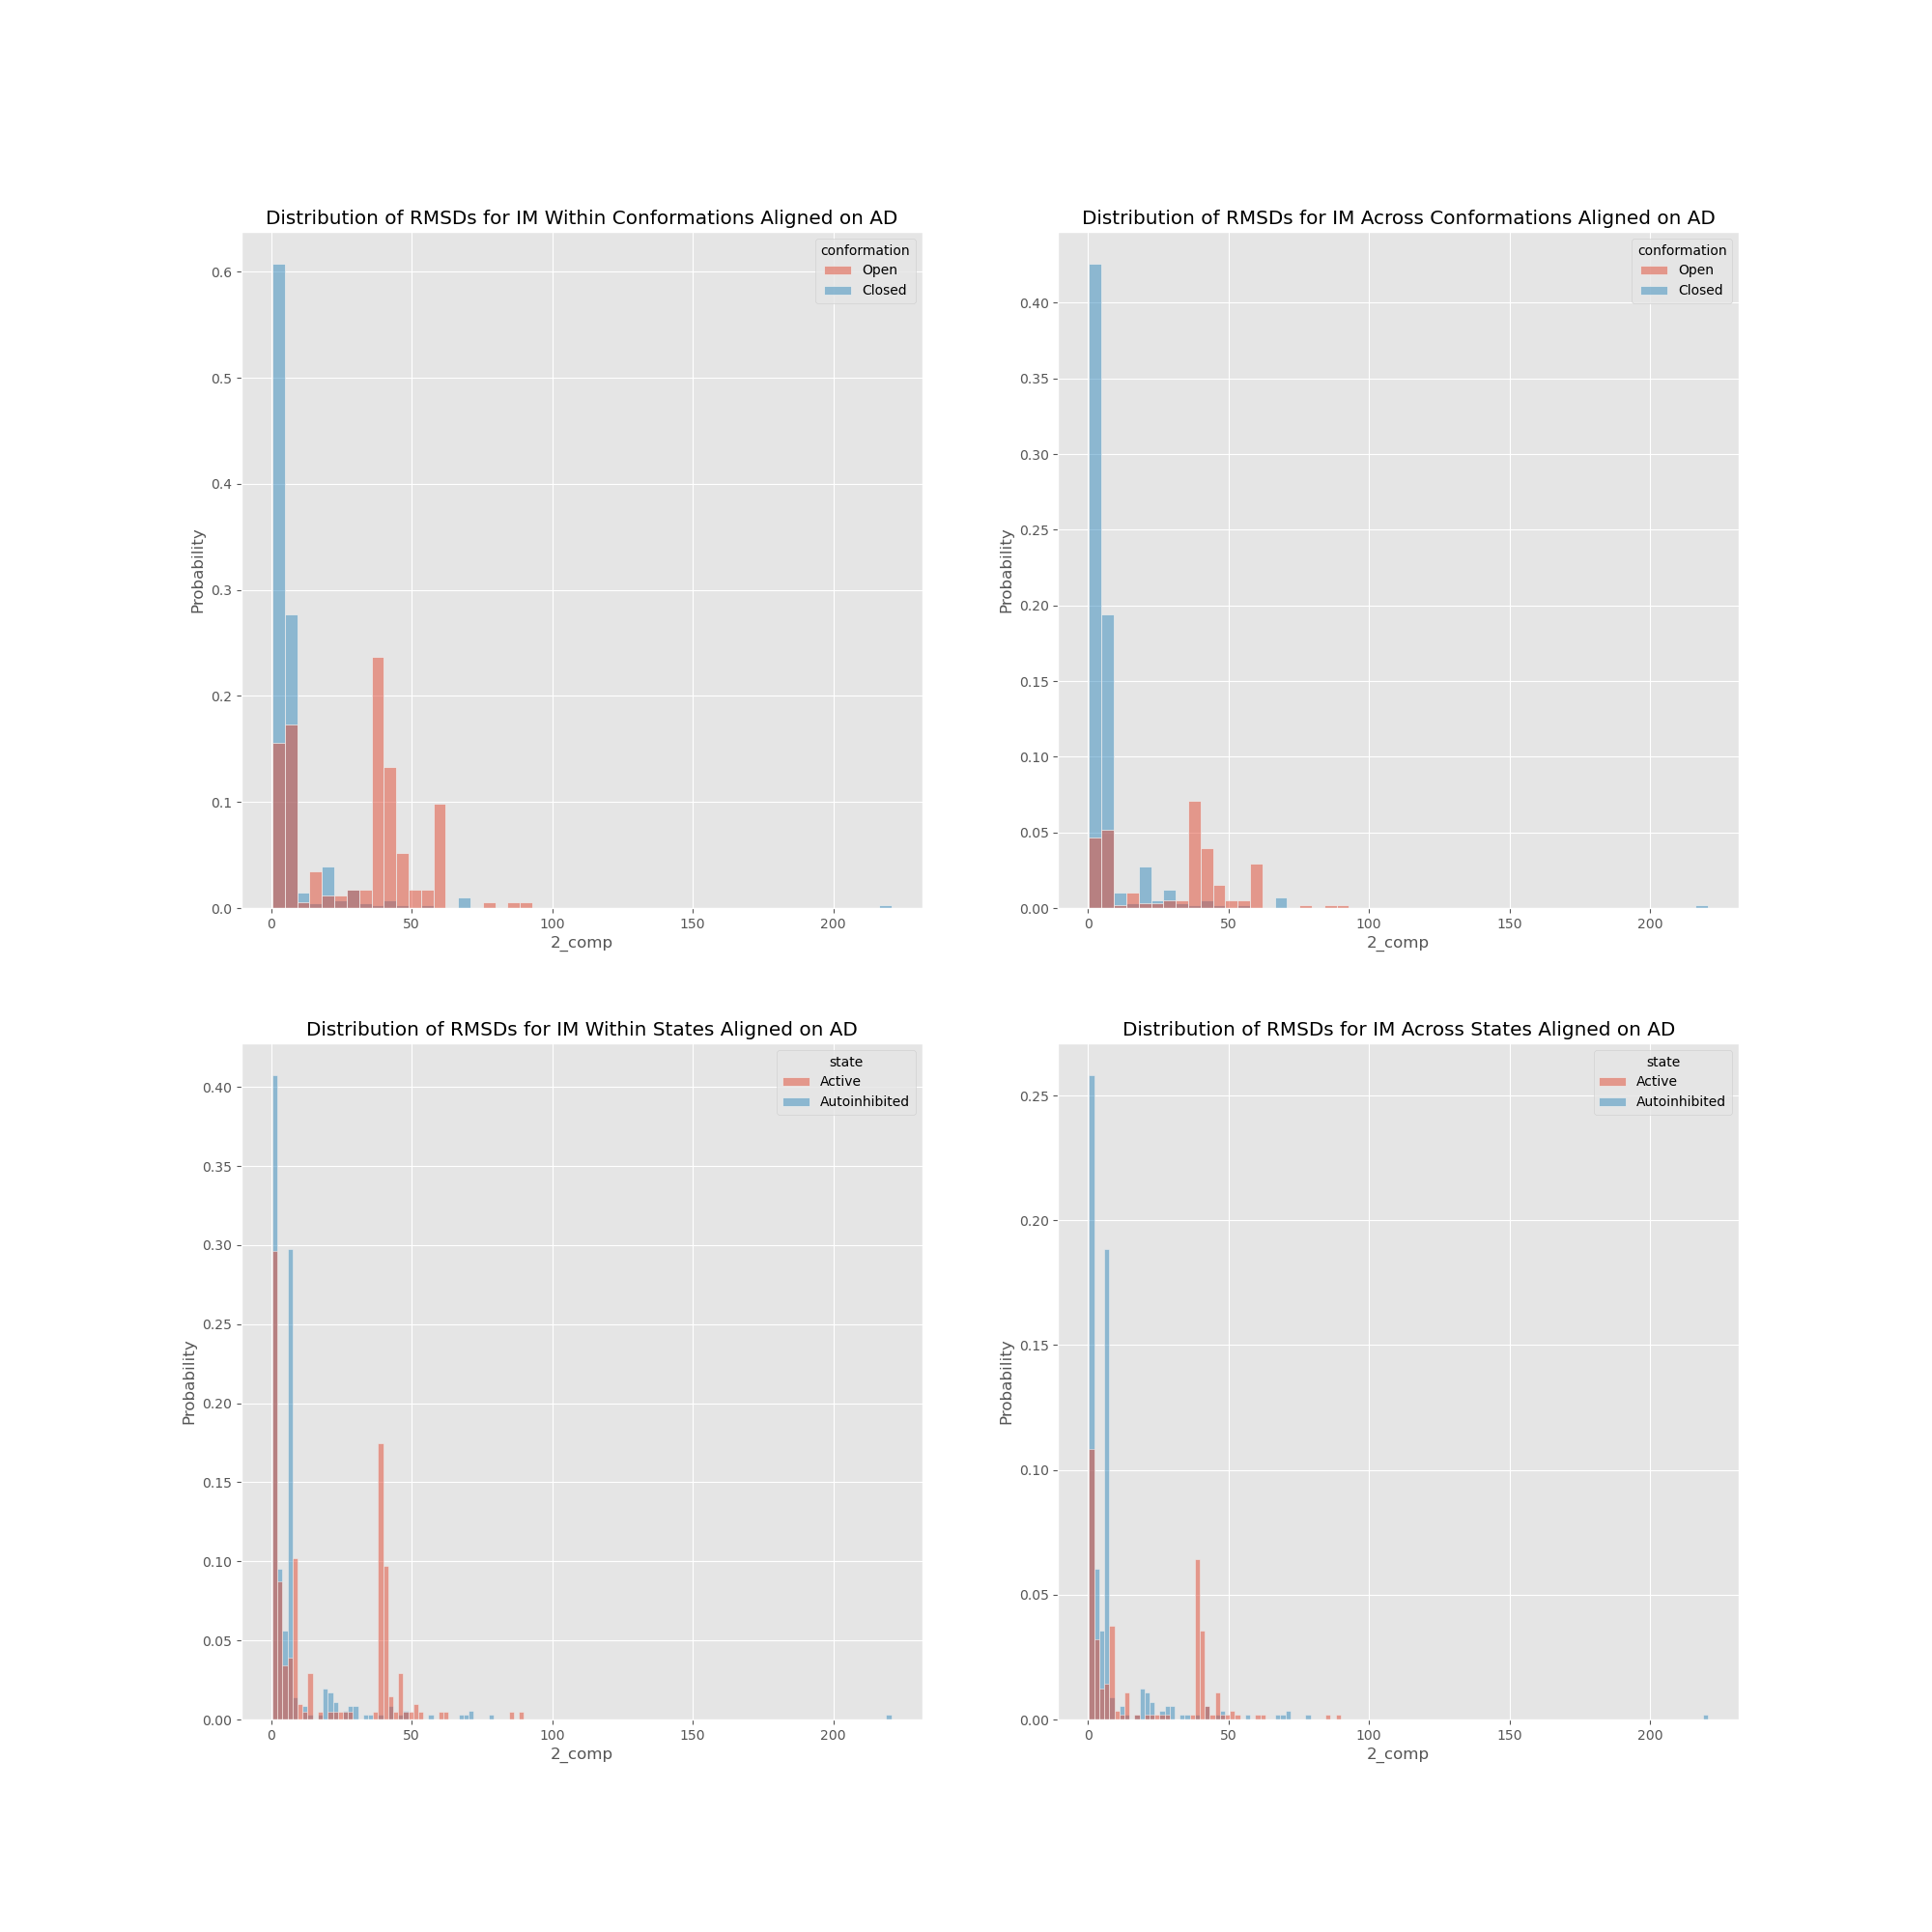 Distribution of RMSDs for IM Within Conformations Aligned on AD
conformation
Open
Closed
0.6
0.5
0.4
0.3
0.2
0.1
0.0
Probability
0 50 100 150 200
2_comp
Distribution of RMSDs for IM Across Conformations Aligned on AD
conformation
Open
Closed
0.40
0.35
0.30
0.25
0.20
0.15
0.10
0.05
0.00
Probability
0 50 100 150 200
2_comp
Distribution of RMSDs for IM Within States Aligned on AD
state
Active
Autoinhibited
0.40
0.35
0.30
0.25
0.20
0.15
0.10
0.05
0.00
Probability
0 50 100 150 200
2_comp
Distribution of RMSDs for IM Across States Aligned on AD
state
Active
Autoinhibited
0.25
0.20
0.15
0.10
0.05
0.00
Probability
0 50 100 150 200
2_comp